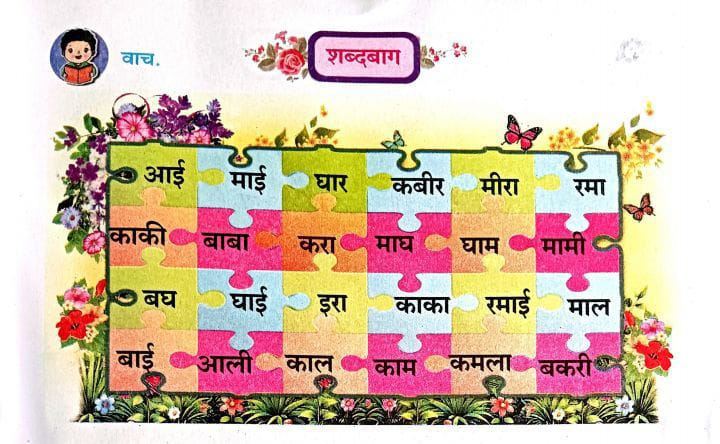 वाच.
शब्दबाग
आई माई घार कबीर मीरा रमा
काकी बाबा करा माघ घाम मामी
बघ घाई इरा काका रमाई माल
बाई आली काल काम कमला बकरी